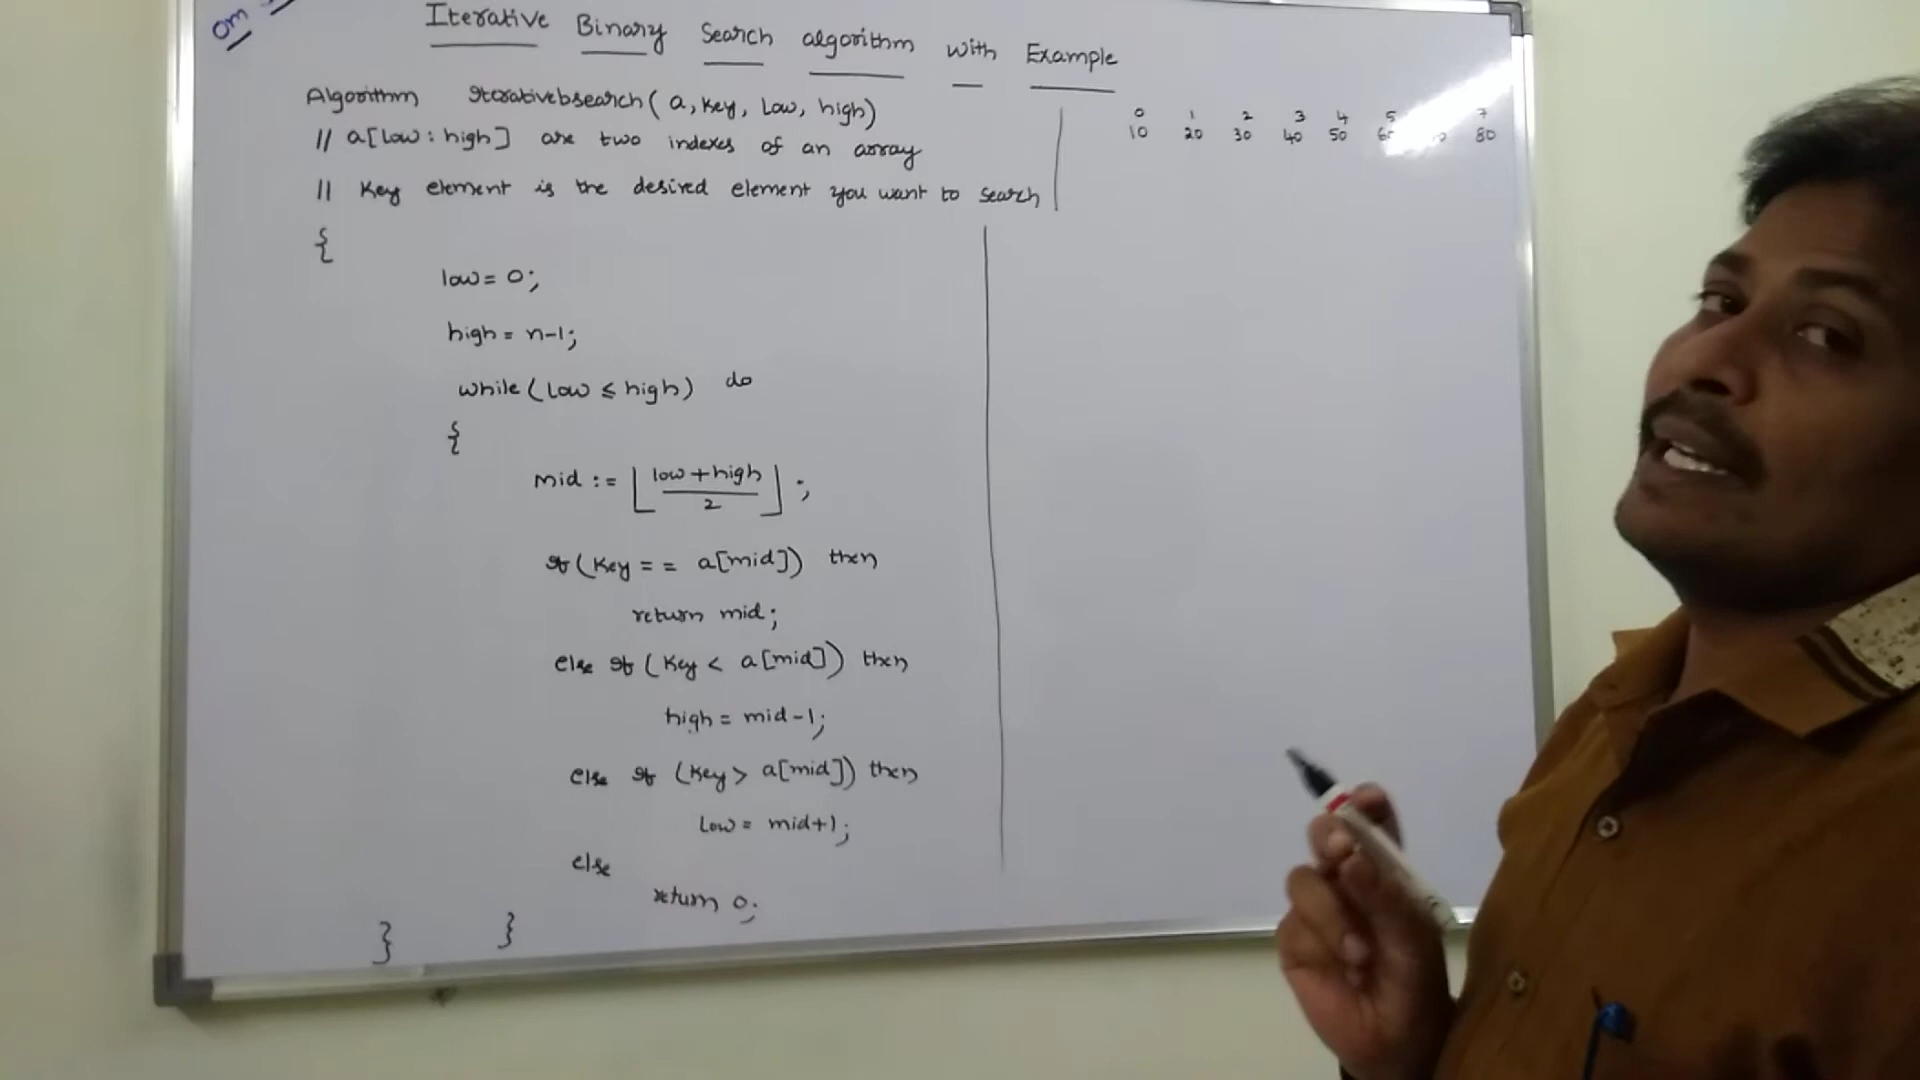 om
Iterative Binary Search algorithm with Example
Algorithm Iterativebsearch(a, key, low, high)
// a[low : high] are two indexes of an array
// Key element is the desired element you want to search
{
low = 0;
high = n-1;
while (low ≤ high) do
{
mid := ⌊(low + high)/2⌋ ;
If (key == a[mid]) then
return mid;
else If (key < a[mid]) then
high = mid-1;
else If (key > a[mid]) then
low = mid+1;
else
return 0;
}
}
0 1 2 3 4 5 7
10 20 30 40 50 80